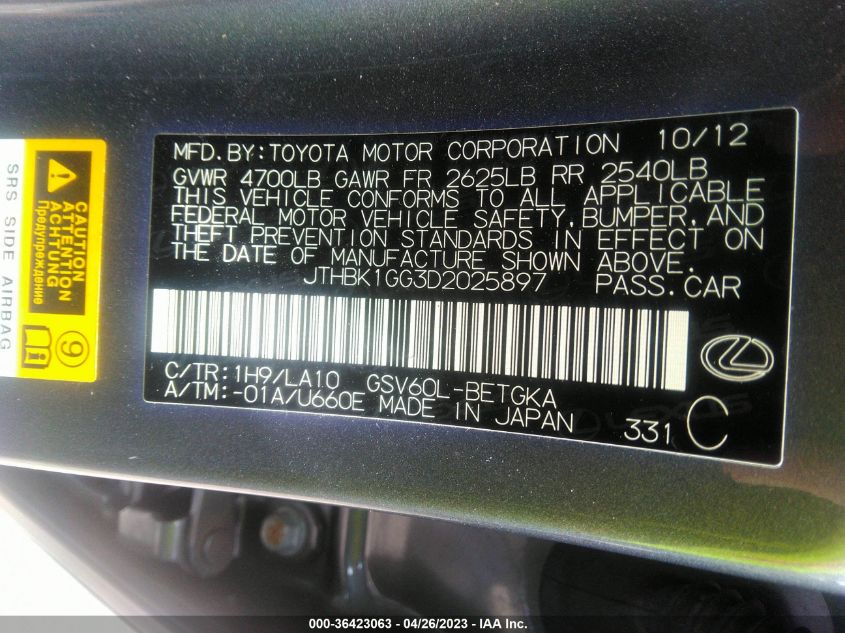 MFD.BY:TOYOTA MOTOR CORPORATION 10/12
GVWR 4700LB GAWR FR 2625LB RR 2540LB
THIS VEHICLE CONFORMS TO ALL APPLICABLE
FEDERAL MOTOR VEHICLE SAFETY, BUMPER, AND
THEFT PREVENTION STANDARDS IN EFFECT ON
THE DATE OF MANUFACTURE SHOWN ABOVE.
JTHBK1GG3D2025897 PASS.CAR
C/TR:1H9/LA10 GSV60L-BETGKA
A/TM:-01A/U660E MADE IN JAPAN 331 C
CAUTION
ATTENTION
ACHTUNG
Предупреждение
9
SRS SIDE AIRBAG
000-36423063 - 04/26/2023 - IAA Inc.